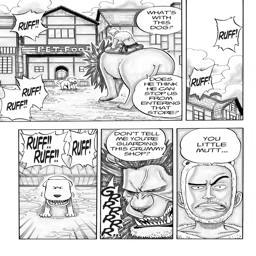 WHAT'S
WITH
THIS
DOG?
RUFF!!
RUFF!!
PET FOOD
RUFF!!
RUFF!!
DOES
HE THINK
HE CAN
STOP US
FROM
ENTERING
THAT
STORE?
RUFF!!
RUFF!!
RUFF!!
RUFF!!
RUFF!!
DON'T TELL
ME YOU'RE
GUARDING
THIS CRUMMY
SHOP?
YOU
LITTLE
MUTT...